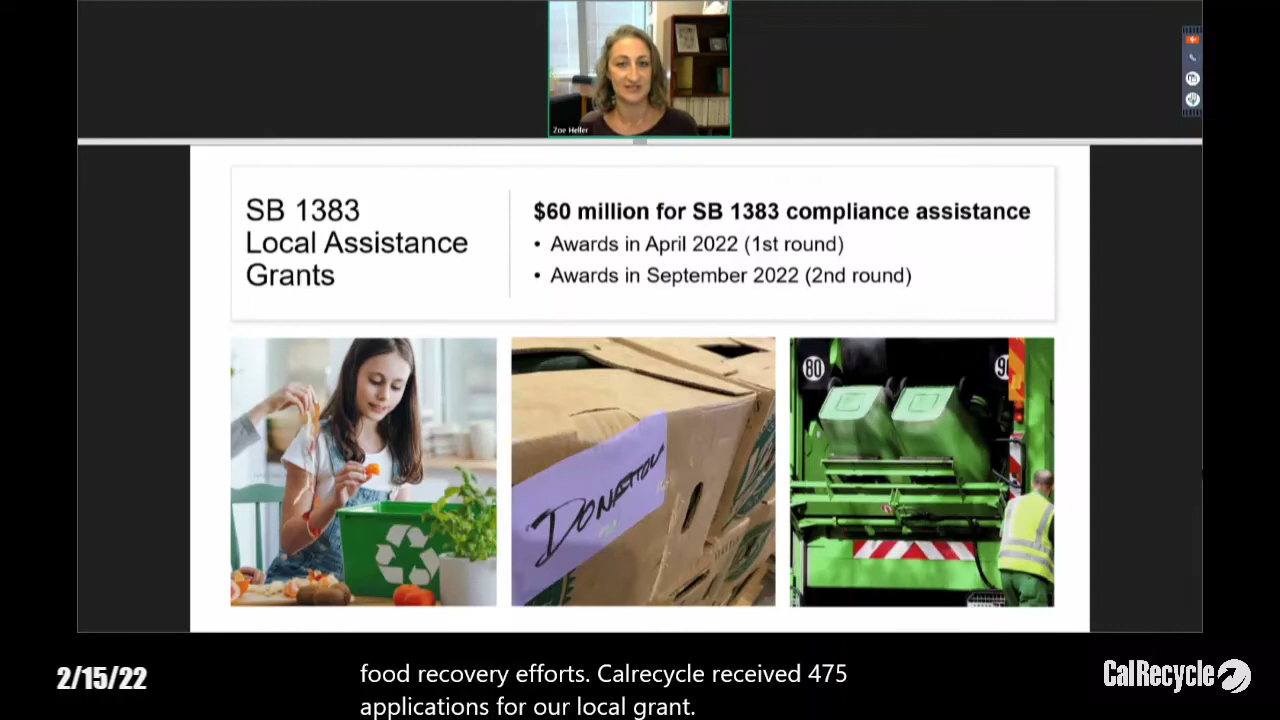 Zoe Heller
SB 1383
Local Assistance
Grants
$60 million for SB 1383 compliance assistance
• Awards in April 2022 (1st round)
• Awards in September 2022 (2nd round)
DONATION
80
9
2/15/22
food recovery efforts. Calrecycle received 475
applications for our local grant.
CalRecycle